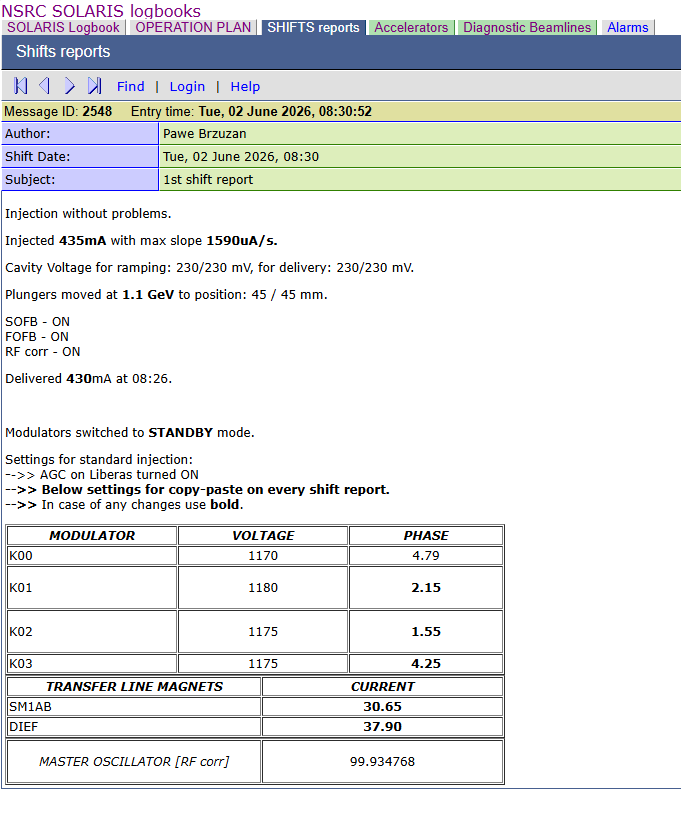 NSRC SOLARIS logbooks
SOLARIS Logbook OPERATION PLAN SHIFTS reports Accelerators Diagnostic Beamlines Alarms
Shifts reports
Find | Login | Help
Message ID: 2548 Entry time: Tue, 02 June 2026, 08:30:52
Author: Pawe Brzuzan
Shift Date: Tue, 02 June 2026, 08:30
Subject: 1st shift report
Injection without problems.
Injected 435mA with max slope 1590uA/s.
Cavity Voltage for ramping: 230/230 mV, for delivery: 230/230 mV.
Plungers moved at 1.1 GeV to position: 45 / 45 mm.
SOFB - ON
FOFB - ON
RF corr - ON
Delivered 430mA at 08:26.
Modulators switched to STANDBY mode.
Settings for standard injection:
-->> AGC on Liberas turned ON
-->> Below settings for copy-paste on every shift report.
-->> In case of any changes use bold.
MODULATOR VOLTAGE PHASE
K00 1170 4.79
K01 1180 2.15
K02 1175 1.55
K03 1175 4.25
TRANSFER LINE MAGNETS CURRENT
SM1AB 30.65
DIEF 37.90
MASTER OSCILLATOR [RF corr] 99.934768